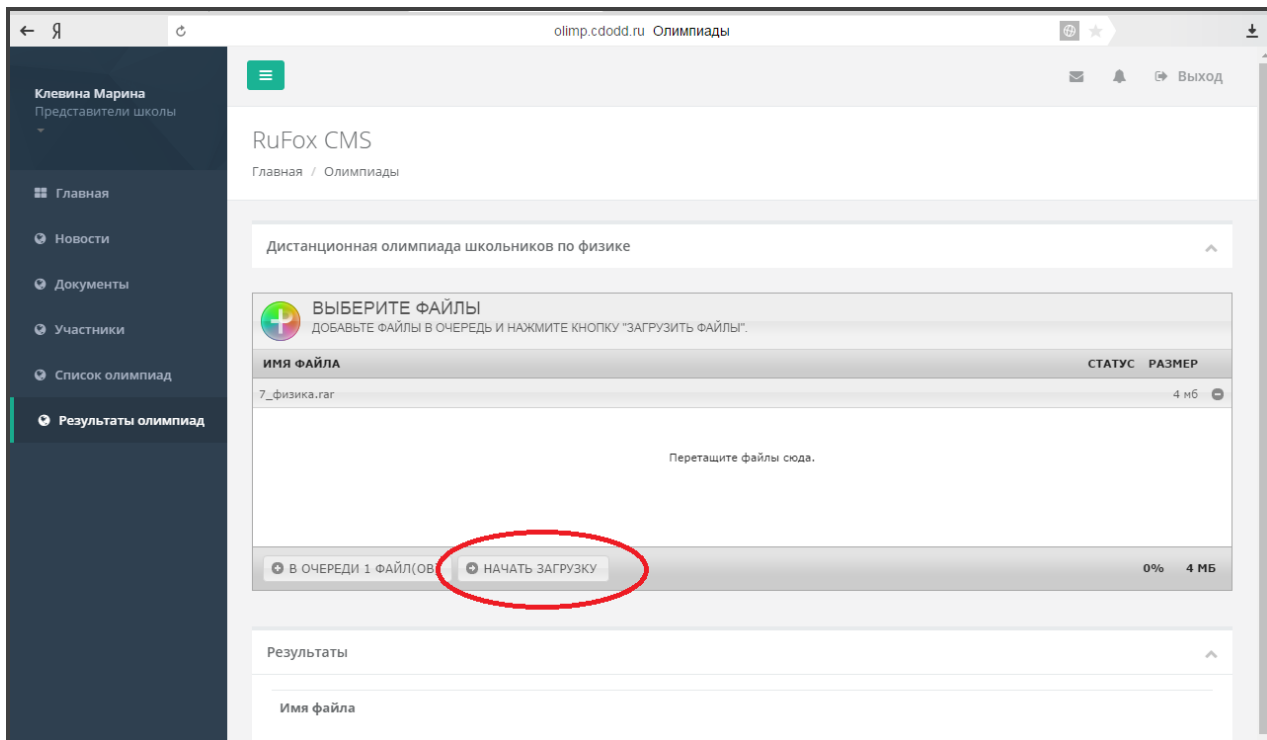 Я olimp.cdodd.ru Олимпиады
Клевина Марина
Представители школы
Выход
RuFox CMS
Главная / Олимпиады
Главная
Новости
Документы
Участники
Список олимпиад
Результаты олимпиад
Дистанционная олимпиада школьников по физике
ВЫБЕРИТЕ ФАЙЛЫ
ДОБАВЬТЕ ФАЙЛЫ В ОЧЕРЕДЬ И НАЖМИТЕ КНОПКУ "ЗАГРУЗИТЬ ФАЙЛЫ".
ИМЯ ФАЙЛА СТАТУС РАЗМЕР
7_физика.rar 4 мб
Перетащите файлы сюда.
В ОЧЕРЕДИ 1 ФАЙЛ(ОВ) НАЧАТЬ ЗАГРУЗКУ 0% 4 МБ
Результаты
Имя файла